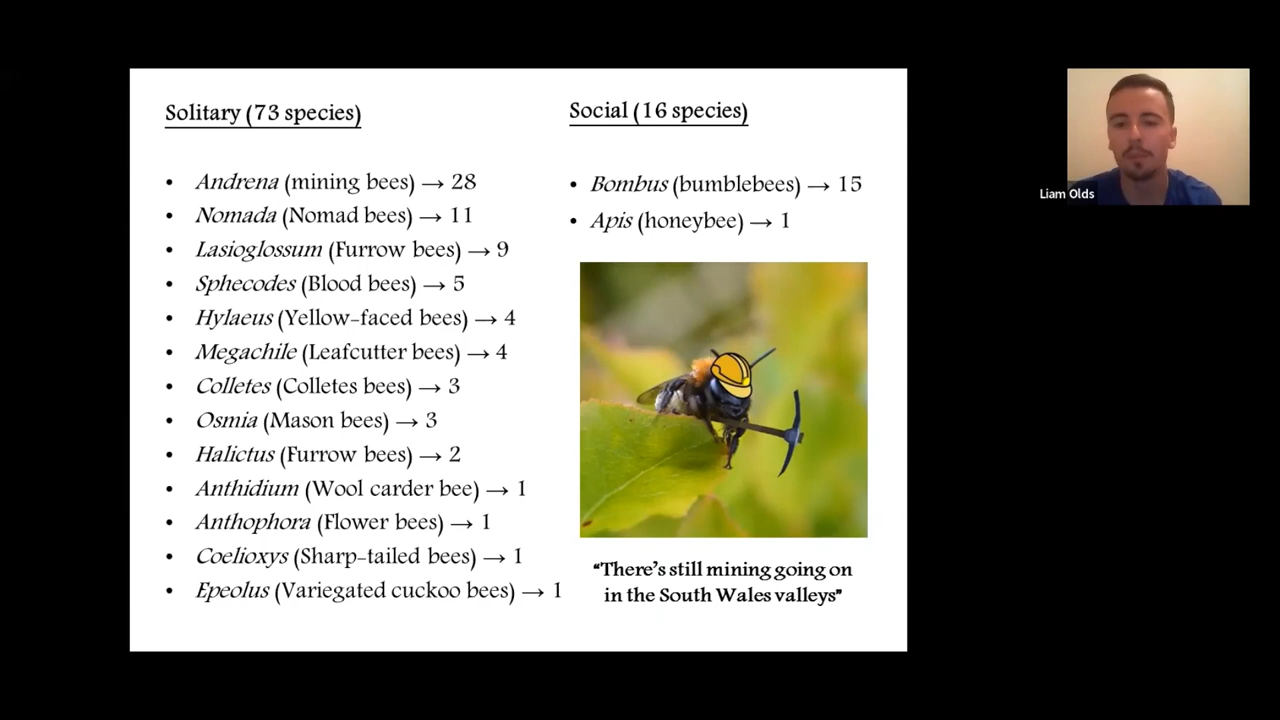 Solitary (73 species)
• Andrena (mining bees) → 28
• Nomada (Nomad bees) → 11
• Lasioglossum (Furrow bees) → 9
• Sphecodes (Blood bees) → 5
• Hylaeus (Yellow-faced bees) → 4
• Megachile (Leafcutter bees) → 4
• Colletes (Colletes bees) → 3
• Osmia (Mason bees) → 3
• Halictus (Furrow bees) → 2
• Anthidium (Wool carder bee) → 1
• Anthophora (Flower bees) → 1
• Coelioxys (Sharp-tailed bees) → 1
• Epeolus (Variegated cuckoo bees) → 1
Social (16 species)
• Bombus (bumblebees) → 15
• Apis (honeybee) → 1
“There’s still mining going on
in the South Wales valleys”
Liam Olds